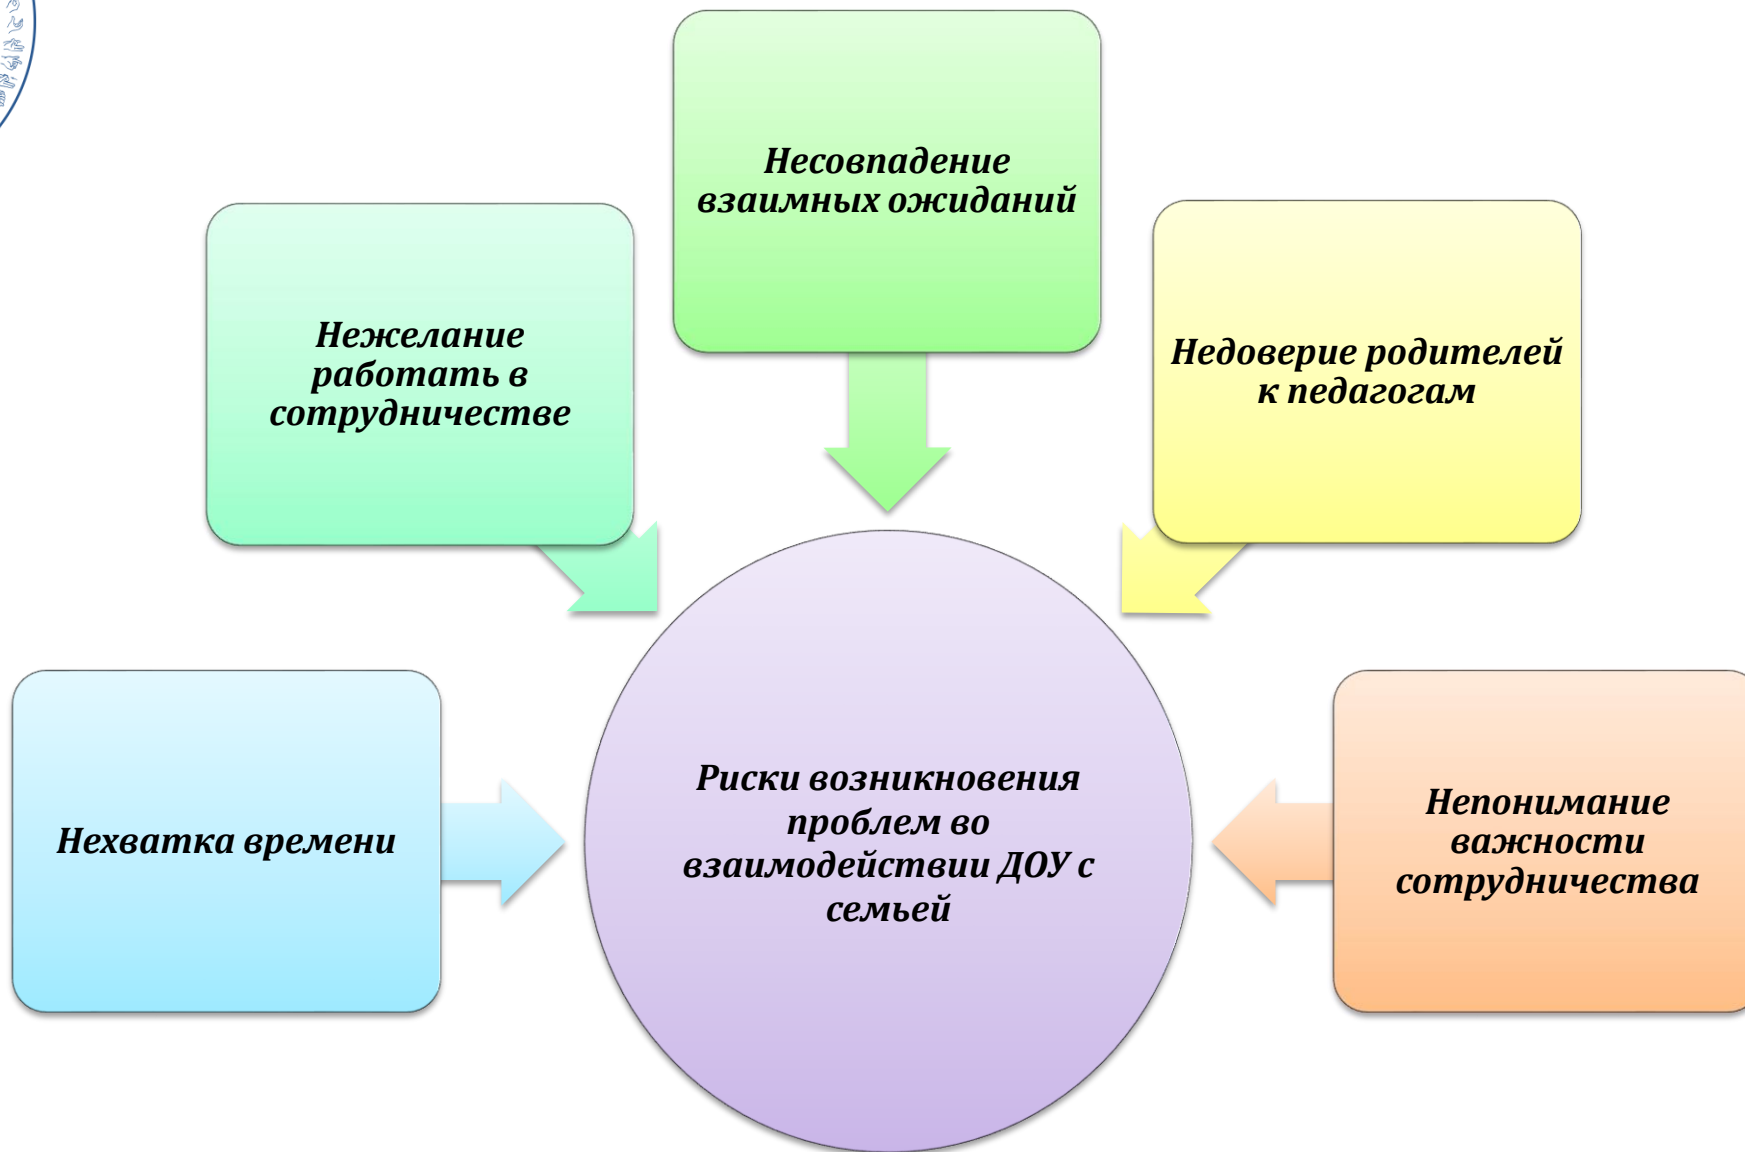 Несовпадение
взаимных ожиданий
Нежелание
работать в
сотрудничестве
Недоверие родителей
к педагогам
Нехватка времени
Риски возникновения
проблем во
взаимодействии ДОУ с
семьей
Непонимание
важности
сотрудничества